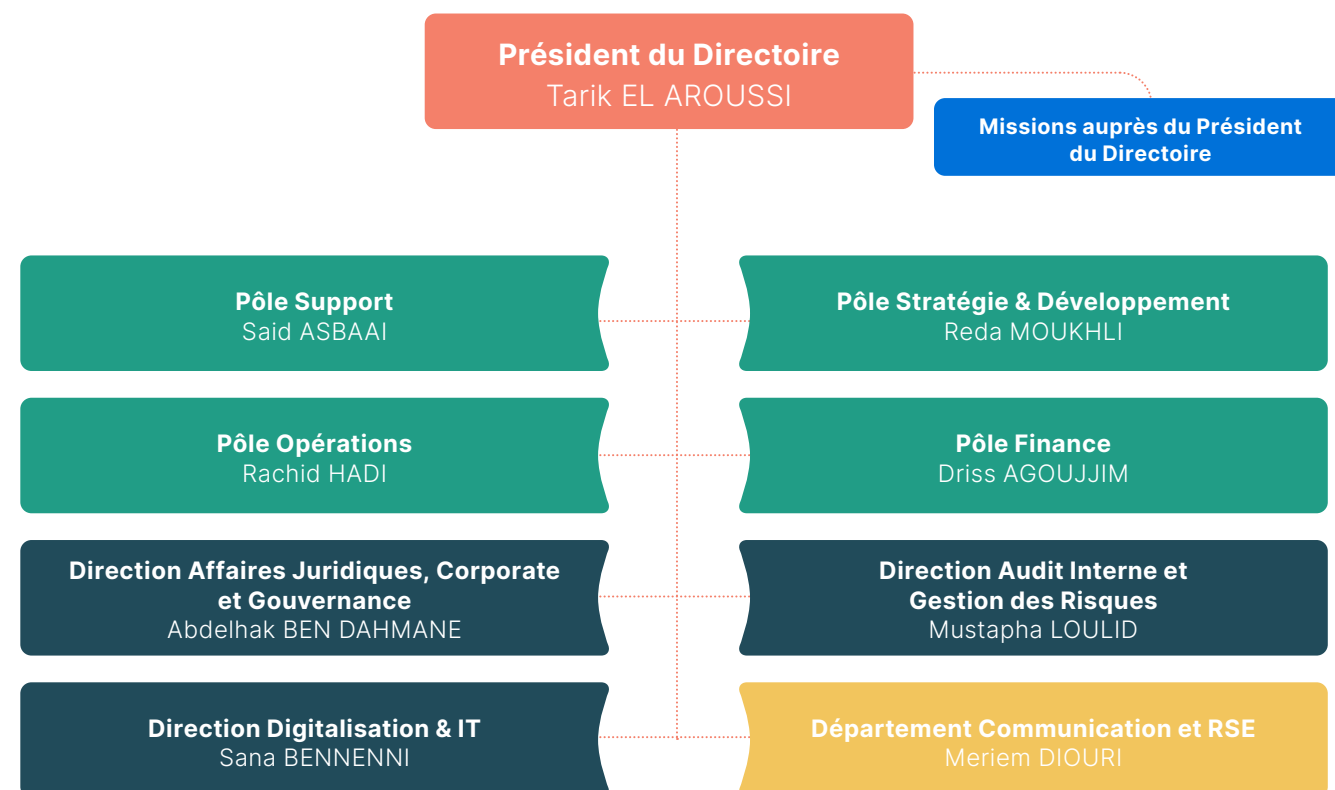 Président du Directoire
Tarik EL AROUSSI
Missions auprès du Président
du Directoire
Pôle Support
Said ASBAAI
Pôle Stratégie & Développement
Reda MOUKHLI
Pôle Opérations
Rachid HADI
Pôle Finance
Driss AGOUJJIM
Direction Affaires Juridiques, Corporate
et Gouvernance
Abdelhak BEN DAHMANE
Direction Audit Interne et
Gestion des Risques
Mustapha LOULID
Direction Digitalisation & IT
Sana BENNENNI
Département Communication et RSE
Meriem DIOURI